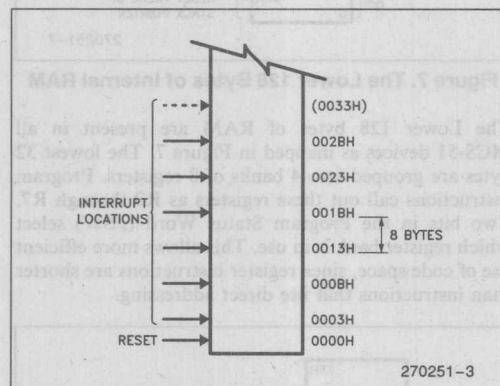 (0033H)
002BH
0023H
INTERRUPT
LOCATIONS
001BH
8 BYTES
0013H
000BH
0003H
RESET
0000H
270251-3
270251-7
Figure 7. The Lower 128 Bytes of Internal RAM
The Lower 128 bytes of RAM are present in all
MCS-51 devices as mapped in Figure 7. The lowest 32
bytes are grouped into 4 banks of 8 registers. Program
instructions call out these registers as R0 through R7.
Two bits in the Program Status Word (PSW) select
which register bank is in use. This allows more efficient
use of code space, since register instructions are shorter
than instructions that use direct addressing.